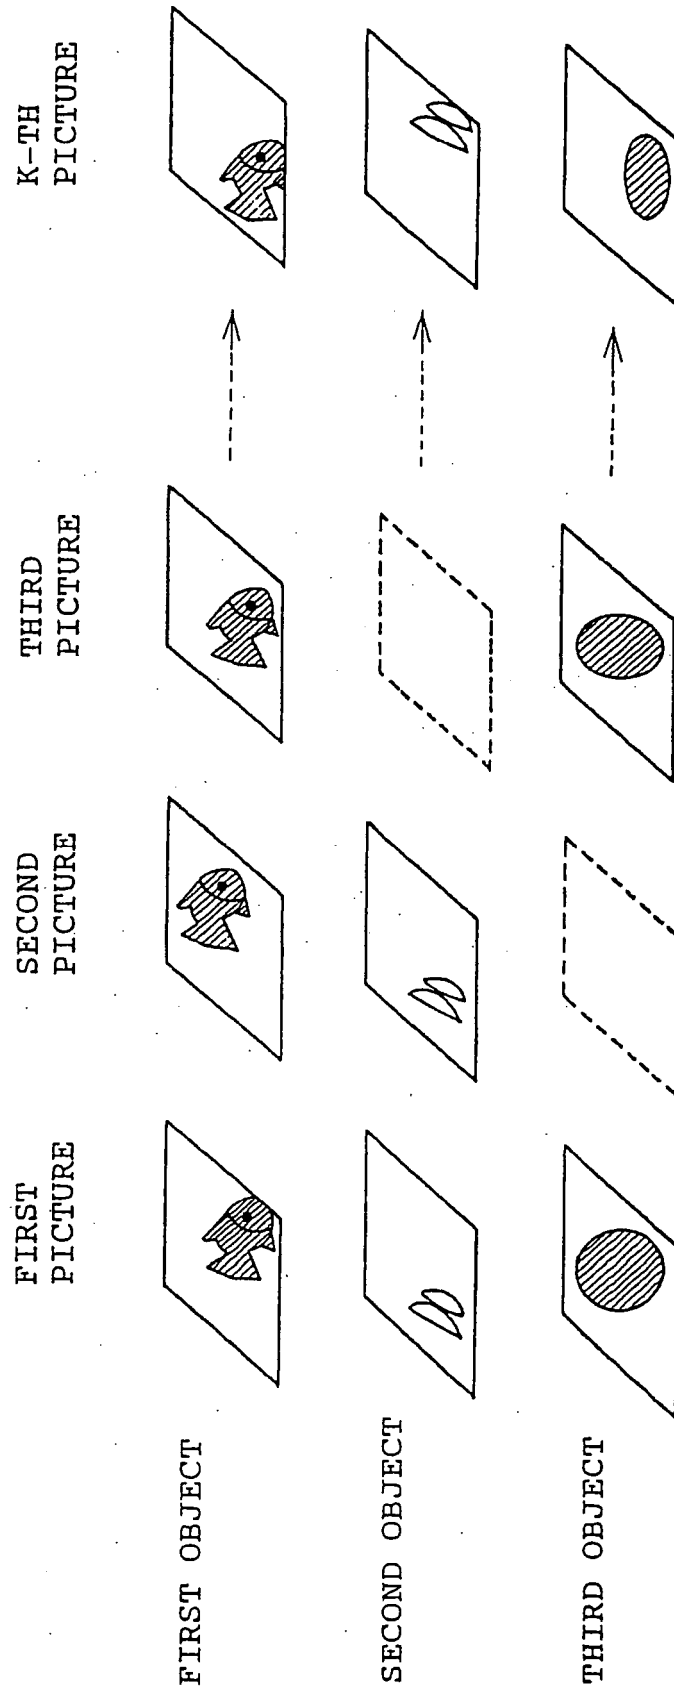 FIRST
PICTURE
SECOND
PICTURE
THIRD
PICTURE
K-TH
PICTURE
FIRST OBJECT
SECOND OBJECT
THIRD OBJECT